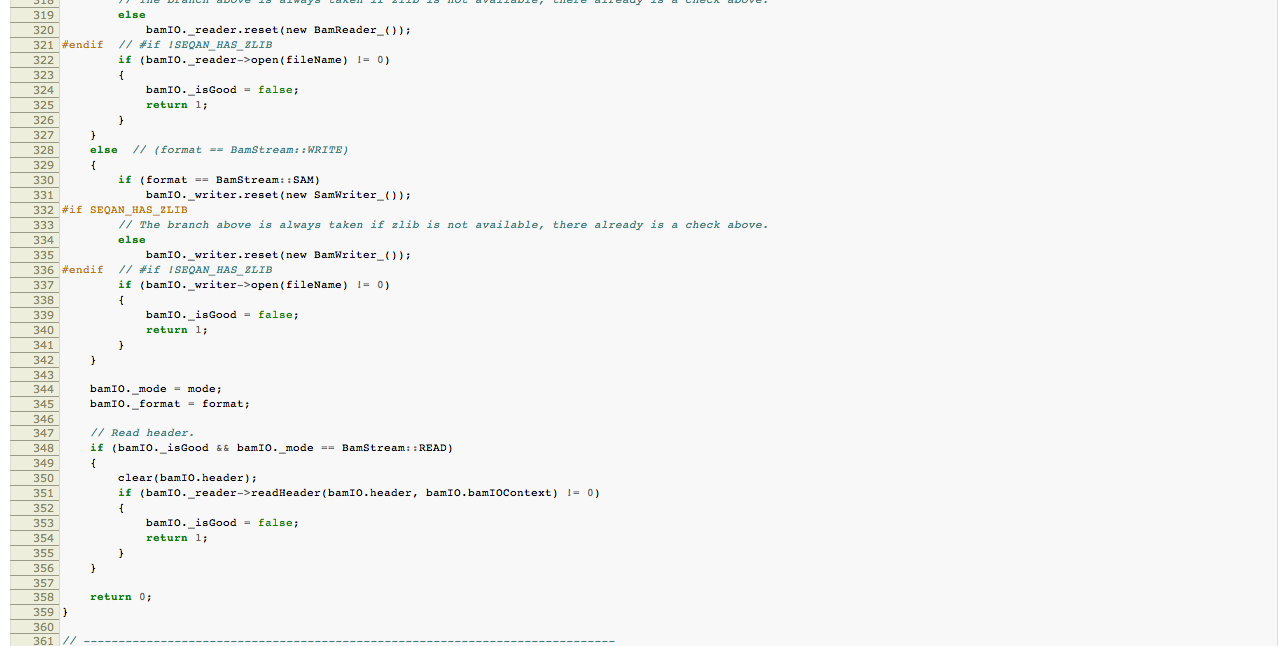 318 // The branch above is always taken if zlib is not available, there already is a check above.
319 else
320 bamIO._reader.reset(new BamReader_());
321 #endif // #if !SEQAN_HAS_ZLIB
322 if (bamIO._reader->open(fileName) != 0)
323 {
324 bamIO._isGood = false;
325 return 1;
326 }
327 }
328 else // (format == BamStream::WRITE)
329 {
330 if (format == BamStream::SAM)
331 bamIO._writer.reset(new SamWriter_());
332 #if SEQAN_HAS_ZLIB
333 // The branch above is always taken if zlib is not available, there already is a check above.
334 else
335 bamIO._writer.reset(new BamWriter_());
336 #endif // #if !SEQAN_HAS_ZLIB
337 if (bamIO._writer->open(fileName) != 0)
338 {
339 bamIO._isGood = false;
340 return 1;
341 }
342 }
343
344 bamIO._mode = mode;
345 bamIO._format = format;
346
347 // Read header.
348 if (bamIO._isGood && bamIO._mode == BamStream::READ)
349 {
350 clear(bamIO.header);
351 if (bamIO._reader->readHeader(bamIO.header, bamIO.bamIOContext) != 0)
352 {
353 bamIO._isGood = false;
354 return 1;
355 }
356 }
357
358 return 0;
359 }
360
361 // ----------------------------------------------------------------------------